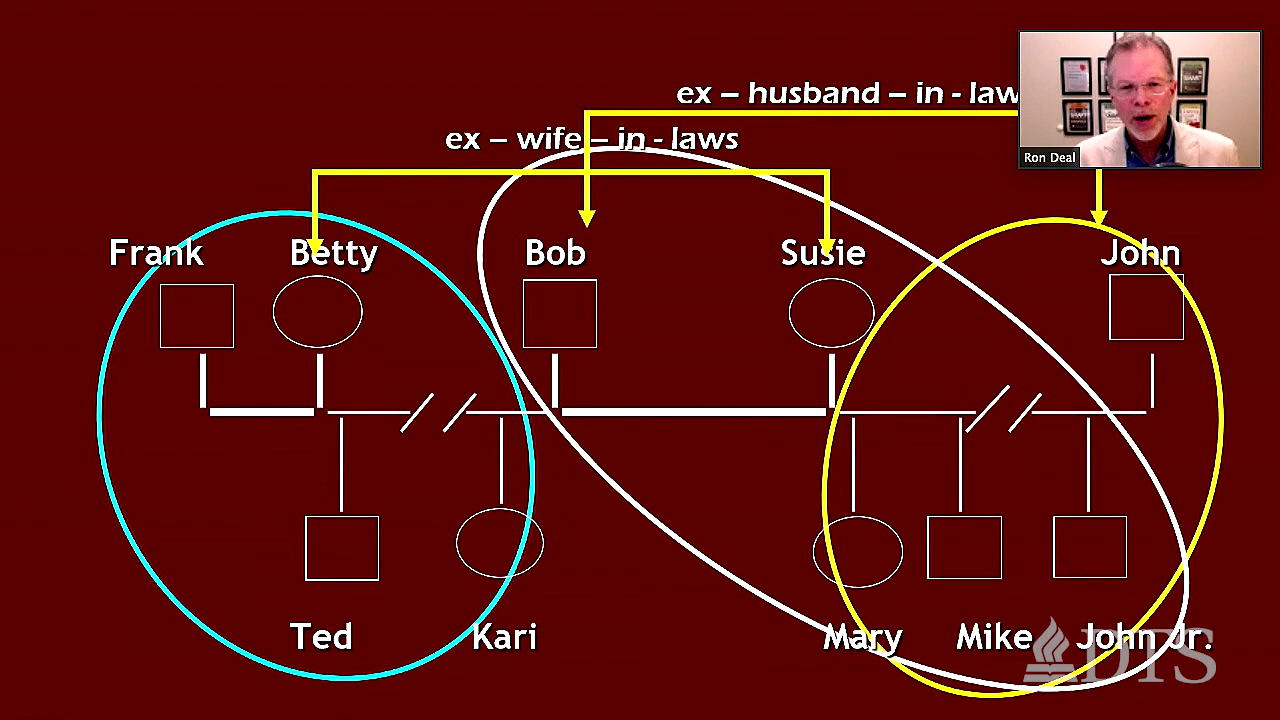 ex – husband – in - law
Ron Deal
ex – wife – in - laws
Frank Betty Bob Susie John
Ted Kari Mary Mike John Jr.
DTS